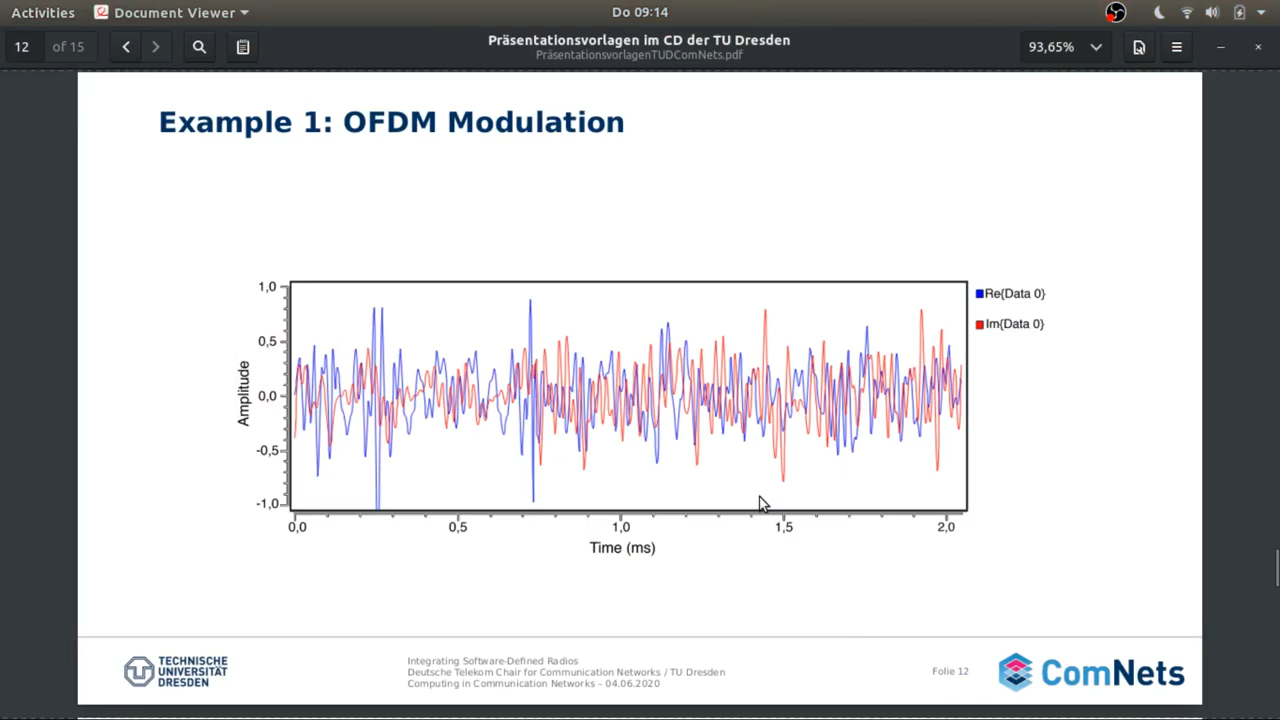 Activities
Document Viewer
Do 09:14
12
of 15
Präsentationsvorlagen im CD der TU Dresden
PräsentationsvorlagenTUDComNets.pdf
93,65%
Example 1: OFDM Modulation
1,0
0,5
0,0
-0,5
-1,0
Amplitude
0,0
0,5
1,0
1,5
2,0
Time (ms)
Re{Data 0}
Im{Data 0}
TECHNISCHE
UNIVERSITÄT
DRESDEN
Integrating Software-Defined Radios
Deutsche Telekom Chair for Communication Networks / TU Dresden
Computing in Communication Networks – 04.06.2020
Folie 12
ComNets